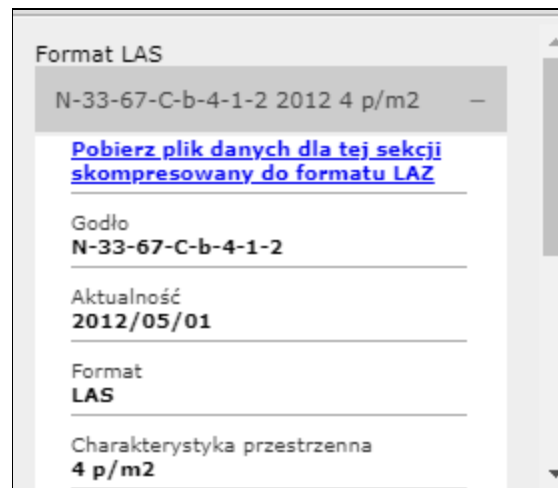 Format LAS
N-33-67-C-b-4-1-2 2012 4 p/m2 –
Pobierz plik danych dla tej sekcji
skompresowany do formatu LAZ
Godło
N-33-67-C-b-4-1-2
Aktualność
2012/05/01
Format
LAS
Charakterystyka przestrzenna
4 p/m2